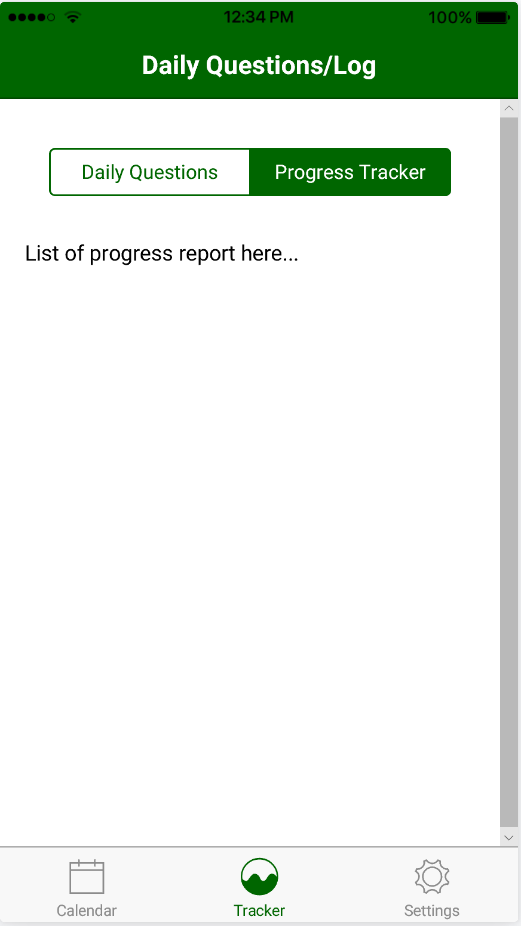 12:34 PM 100%
Daily Questions/Log
Daily Questions Progress Tracker
List of progress report here...
Calendar Tracker Settings